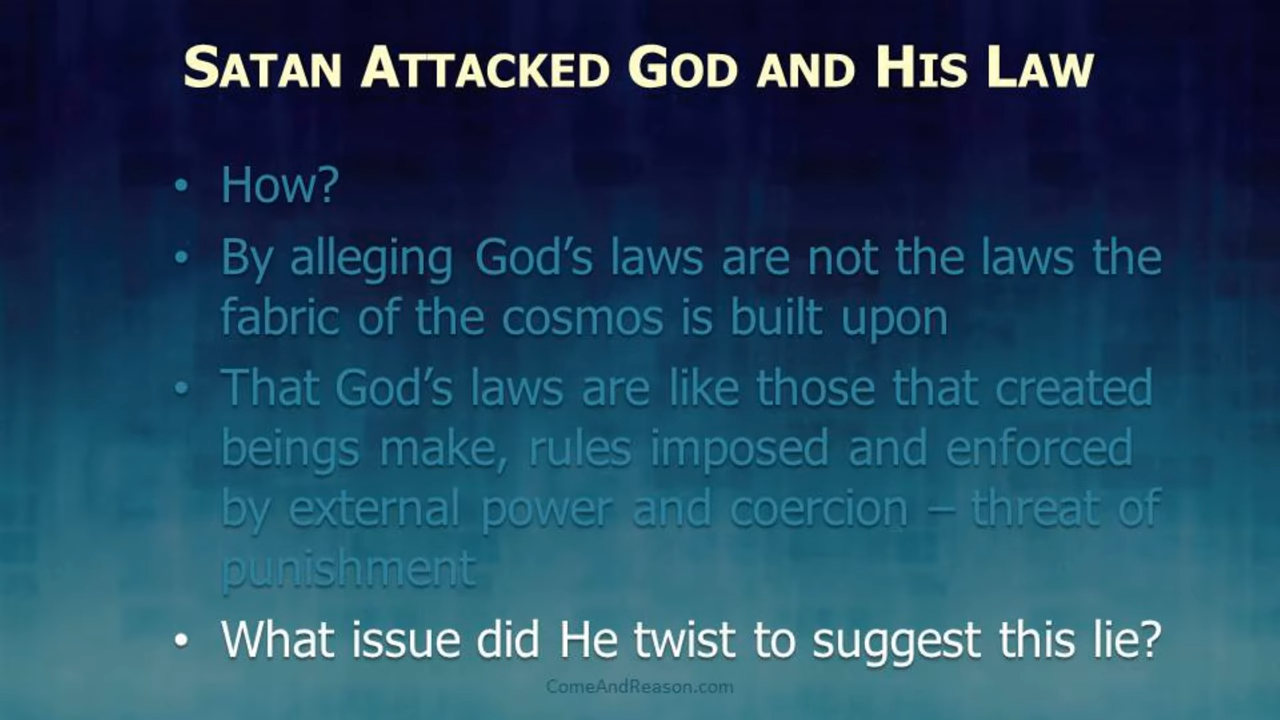 SATAN ATTACKED GOD AND HIS LAW
• How?
• By alleging God’s laws are not the laws the
fabric of the cosmos is built upon
• That God’s laws are like those that created
beings make, rules imposed and enforced
by external power and coercion – threat of
punishment
• What issue did He twist to suggest this lie?
ComeAndReason.com